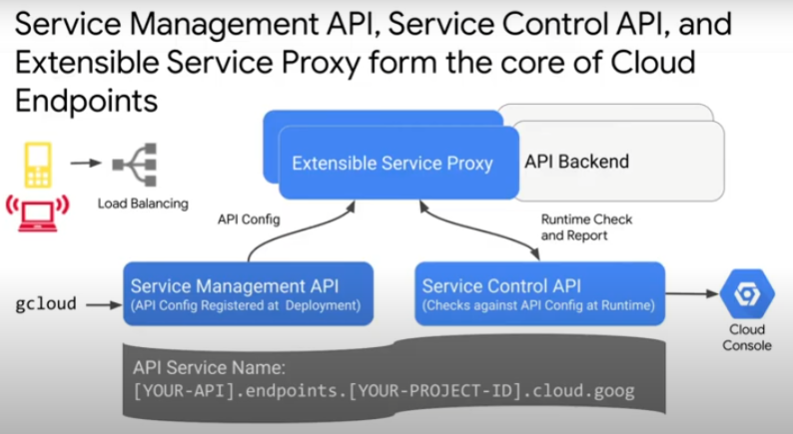 Service Management API, Service Control API, and
Extensible Service Proxy form the core of Cloud
Endpoints
Extensible Service Proxy
API Backend
Load Balancing
API Config
Runtime Check
and Report
gcloud
Service Management API
(API Config Registered at Deployment)
Service Control API
(Checks against API Config at Runtime)
Cloud
Console
API Service Name:
[YOUR-API].endpoints.[YOUR-PROJECT-ID].cloud.goog